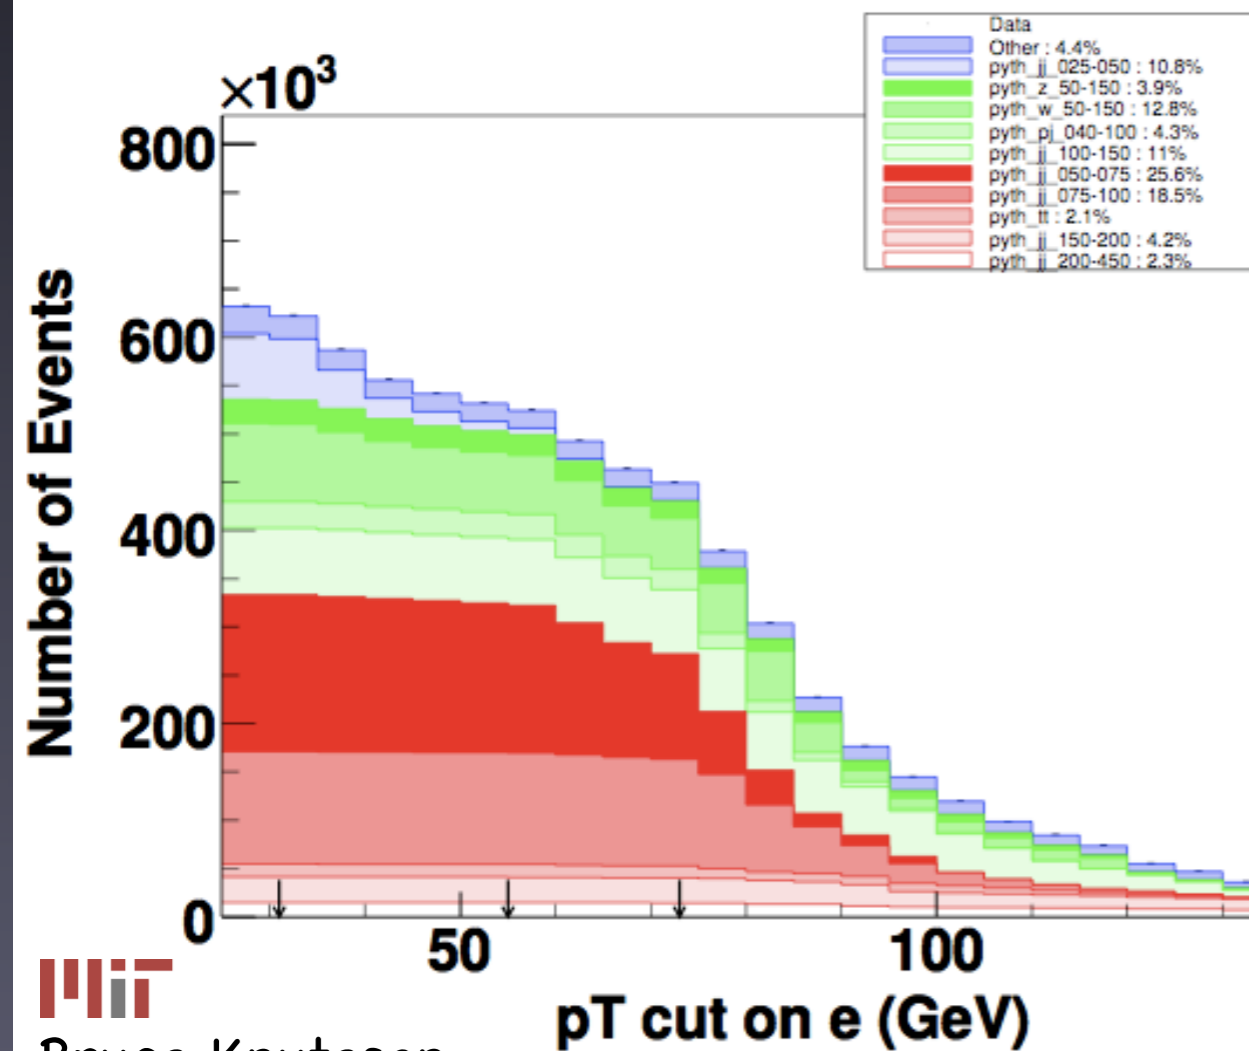 ×10³
800
600
400
200
0
50
100
Number of Events
pT cut on e (GeV)
Data
Other : 4.4%
pyth_jj_025-050 : 10.8%
pyth_z_50-150 : 3.9%
pyth_w_50-150 : 12.8%
pyth_pj_040-100 : 4.3%
pyth_jj_100-150 : 11%
pyth_jj_050-075 : 25.6%
pyth_jj_075-100 : 18.5%
pyth_tt : 2.1%
pyth_jj_150-200 : 4.2%
pyth_jj_200-450 : 2.3%
MIT
Bruce Knuteson